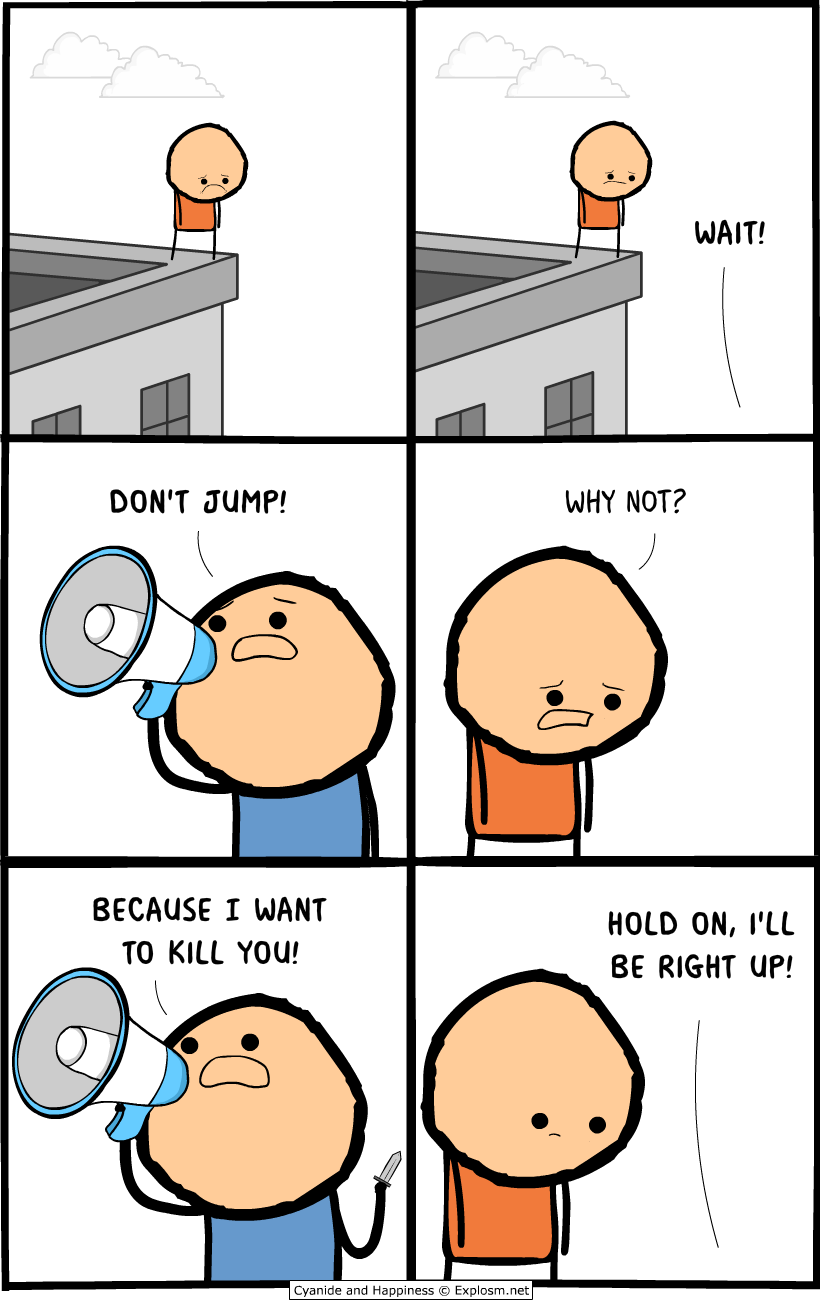 WAIT!
DON'T JUMP!
WHY NOT?
BECAUSE I WANT
TO KILL YOU!
HOLD ON, I'LL
BE RIGHT UP!
Cyanide and Happiness © Explosm.net